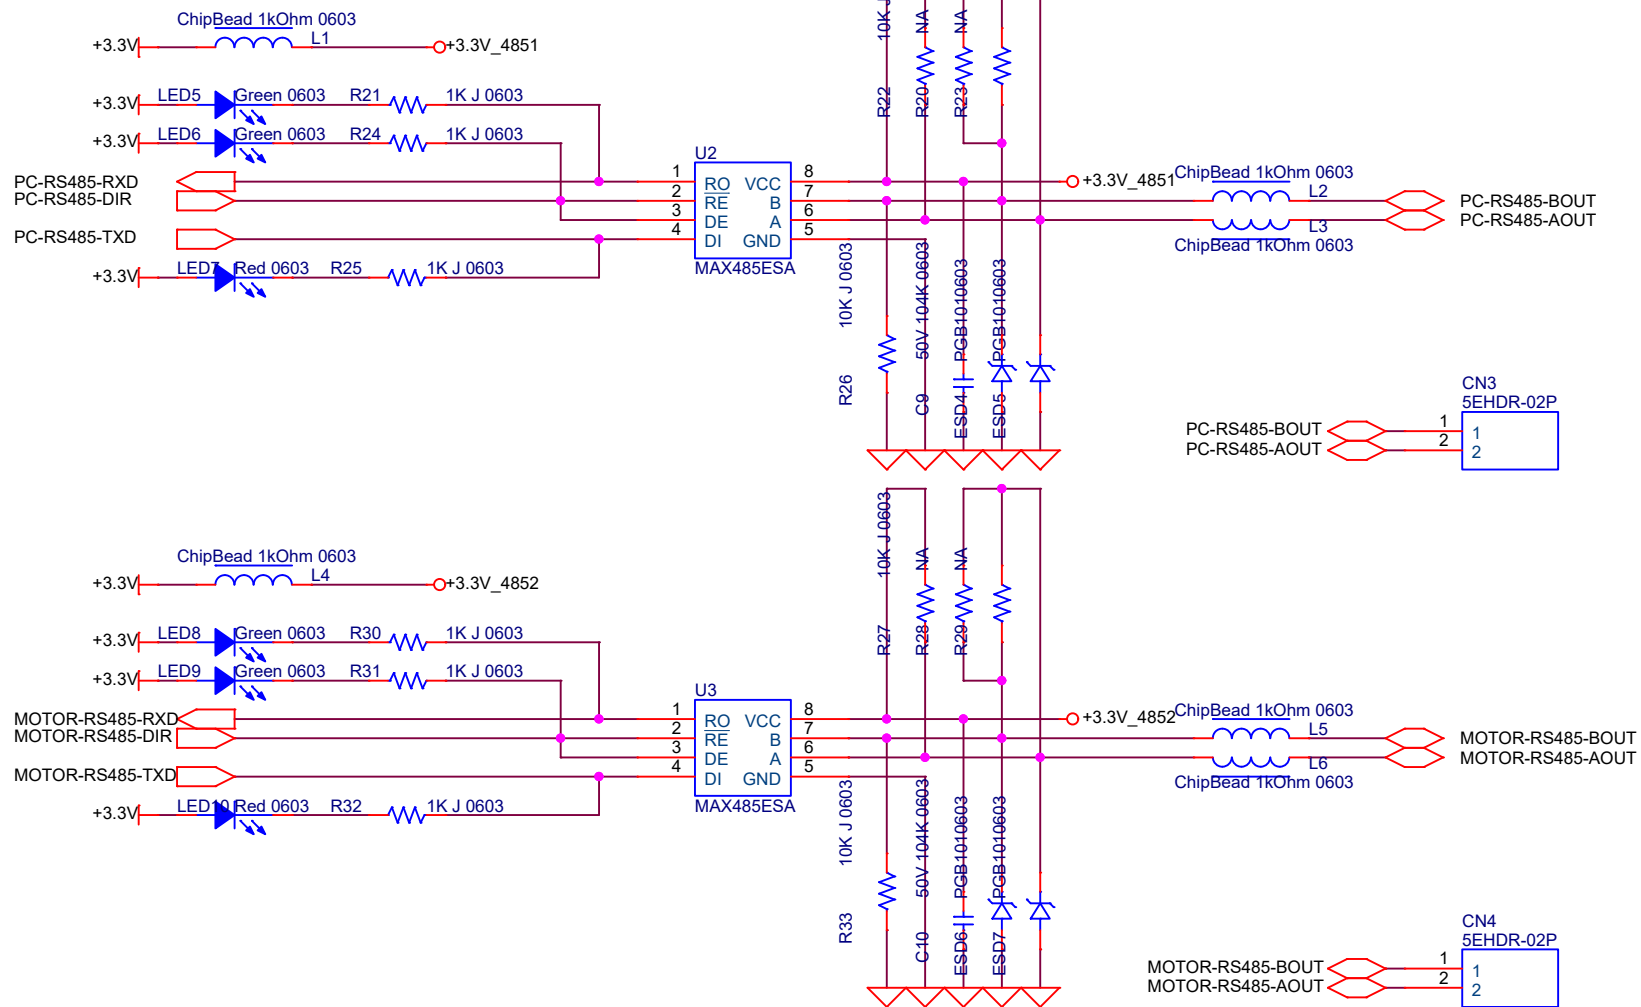 ChipBead 1kOhm 0603
+3.3V L1 +3.3V_4851
+3.3V LED5 Green 0603 R21 1K J 0603
+3.3V LED6 Green 0603 R24 1K J 0603
PC-RS485-RXD
PC-RS485-DIR
PC-RS485-TXD
+3.3V LED7 Red 0603 R25 1K J 0603
U2
1 RO VCC 8
2 RE B 7
3 DE A 6
4 DI GND 5
MAX485ESA
10K J
NA
NA
R22
R20
R23
+3.3V_4851
ChipBead 1kOhm 0603
L2 PC-RS485-BOUT
L3 PC-RS485-AOUT
ChipBead 1kOhm 0603
10K J 0603
50V 104K 0603
PGB1010603
PGB1010603
R26
C9
ESD4
ESD5
CN3
5EHDR-02P
PC-RS485-BOUT 1 1
PC-RS485-AOUT 2 2
ChipBead 1kOhm 0603
+3.3V L4 +3.3V_4852
+3.3V LED8 Green 0603 R30 1K J 0603
+3.3V LED9 Green 0603 R31 1K J 0603
MOTOR-RS485-RXD
MOTOR-RS485-DIR
MOTOR-RS485-TXD
+3.3V LED10 Red 0603 R32 1K J 0603
U3
1 RO VCC 8
2 RE B 7
3 DE A 6
4 DI GND 5
MAX485ESA
10K J 0603
NA
NA
R27
R28
R29
+3.3V_4852
ChipBead 1kOhm 0603
L5 MOTOR-RS485-BOUT
L6 MOTOR-RS485-AOUT
ChipBead 1kOhm 0603
10K J 0603
50V 104K 0603
PGB1010603
PGB1010603
R33
C10
ESD6
ESD7
CN4
5EHDR-02P
MOTOR-RS485-BOUT 1 1
MOTOR-RS485-AOUT 2 2